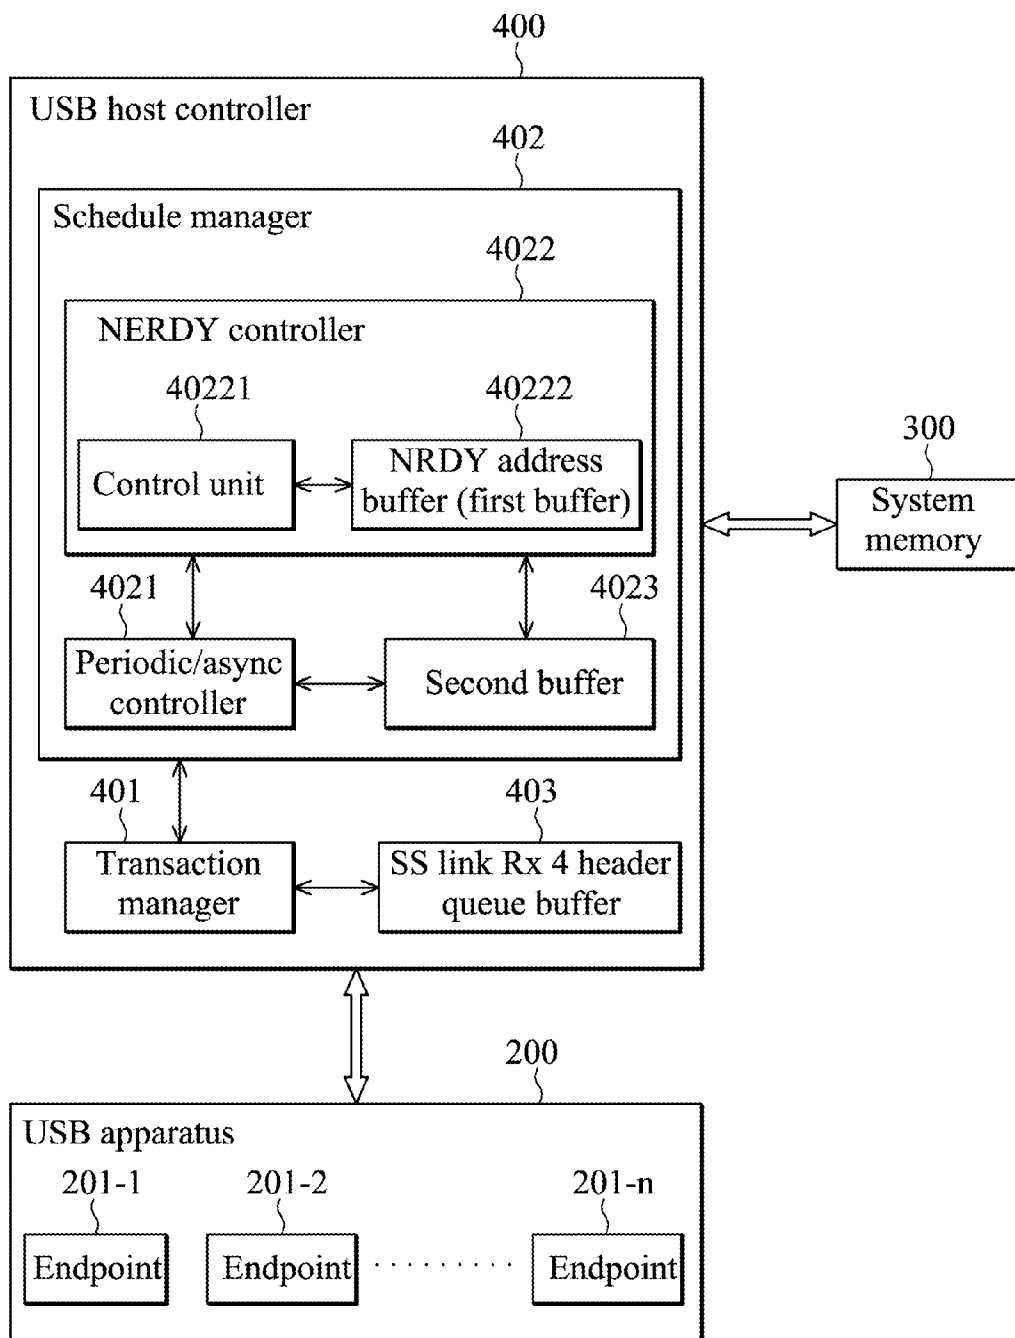 400
USB host controller
402
Schedule manager
4022
NERDY controller
40221
40222
Control unit
NRDY address
buffer (first buffer)
300
System
memory
4021
4023
Periodic/async
controller
Second buffer
401
403
Transaction
manager
SS link Rx 4 header
queue buffer
200
USB apparatus
201-1
201-2
201-n
Endpoint
Endpoint
· · · · · · · · ·
Endpoint